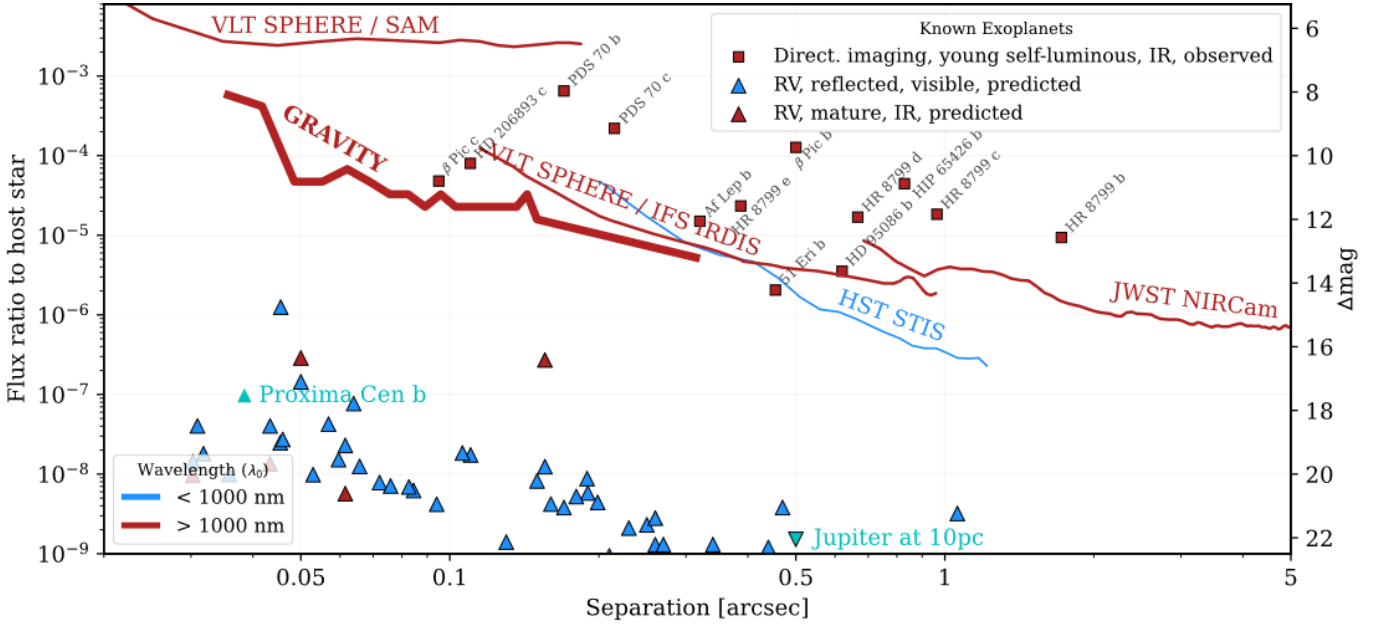 VLT SPHERE / SAM
GRAVITY
VLT SPHERE / IFS IRDIS
HST STIS
JWST NIRCam
β Pic c
HD 206893 c
PDS 70 b
PDS 70 c
Af Lep b
HR 8799 e
β Pic b
51 Eri b
HD 95086 b
HR 8799 d
HIP 65426 b
HR 8799 c
HR 8799 b
Proxima Cen b
Jupiter at 10pc
Known Exoplanets
Direct. imaging, young self-luminous, IR, observed
RV, reflected, visible, predicted
RV, mature, IR, predicted
Wavelength (λ₀)
< 1000 nm
> 1000 nm
Flux ratio to host star
10⁻³
10⁻⁴
10⁻⁵
10⁻⁶
10⁻⁷
10⁻⁸
10⁻⁹
Δmag
6
8
10
12
14
16
18
20
22
0.05
0.1
0.5
1
5
Separation [arcsec]